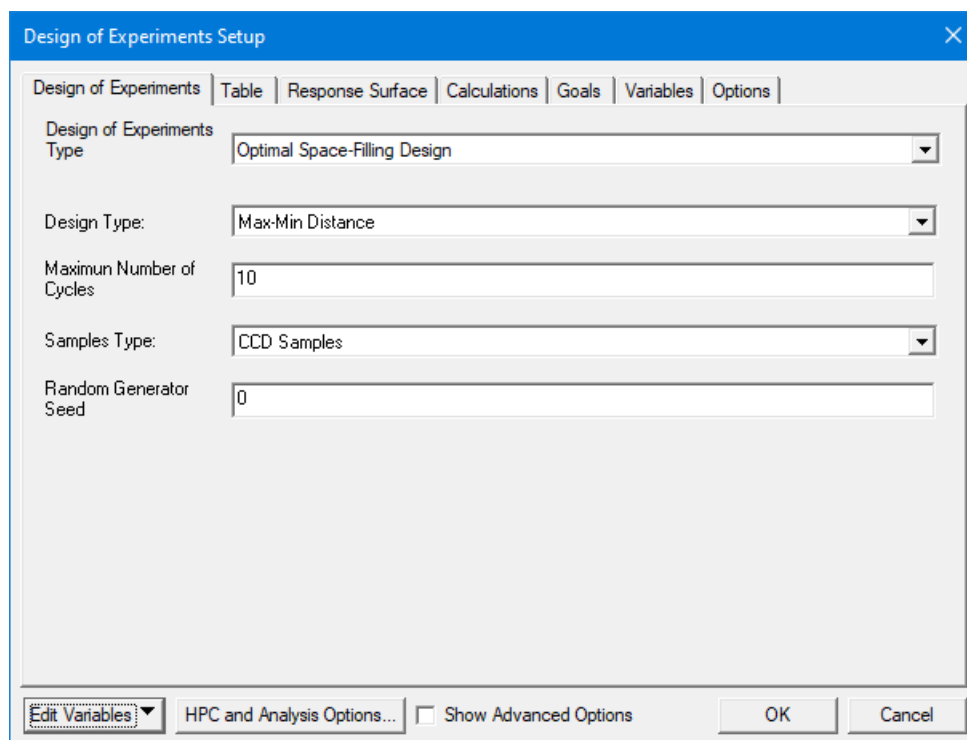 Design of Experiments Setup
Design of Experiments
Table
Response Surface
Calculations
Goals
Variables
Options
Design of Experiments
Type
Optimal Space-Filling Design
Design Type:
Max-Min Distance
Maximun Number of
Cycles
10
Samples Type:
CCD Samples
Random Generator
Seed
0
Edit Variables
HPC and Analysis Options...
Show Advanced Options
OK
Cancel